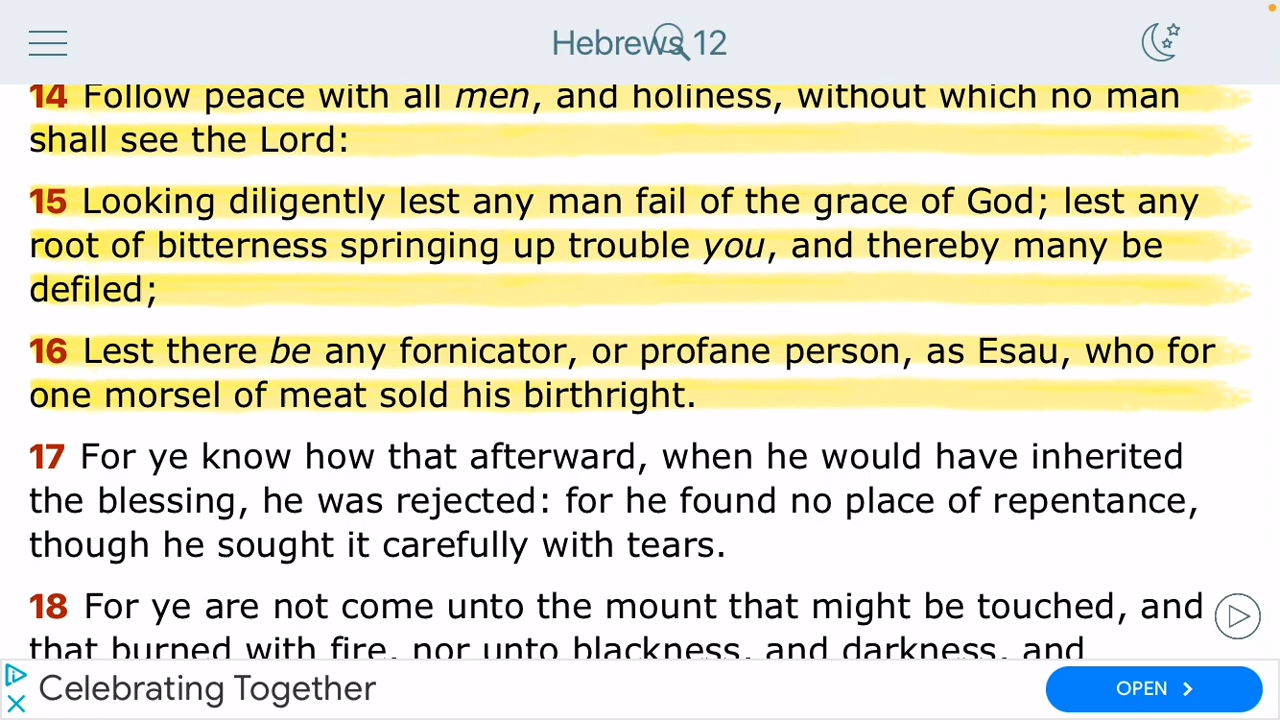 Hebrews 12
14 Follow peace with all men, and holiness, without which no man
shall see the Lord:
15 Looking diligently lest any man fail of the grace of God; lest any
root of bitterness springing up trouble you, and thereby many be
defiled;
16 Lest there be any fornicator, or profane person, as Esau, who for
one morsel of meat sold his birthright.
17 For ye know how that afterward, when he would have inherited
the blessing, he was rejected: for he found no place of repentance,
though he sought it carefully with tears.
18 For ye are not come unto the mount that might be touched, and
that burned with fire, nor unto blackness, and darkness, and
Celebrating Together
OPEN